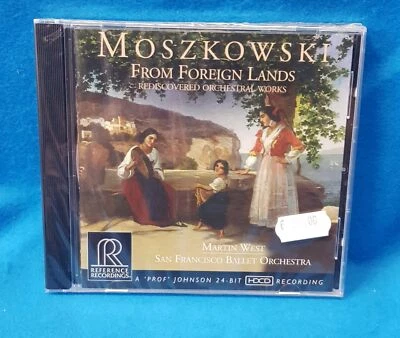 MOSZKOWSKI
FROM FOREIGN LANDS
REDISCOVERED ORCHESTRAL WORKS
MARTIN WEST
SAN FRANCISCO BALLET ORCHESTRA
R
REFERENCE
RECORDINGS
A "PROF" JOHNSON 24-BIT HDCD RECORDING